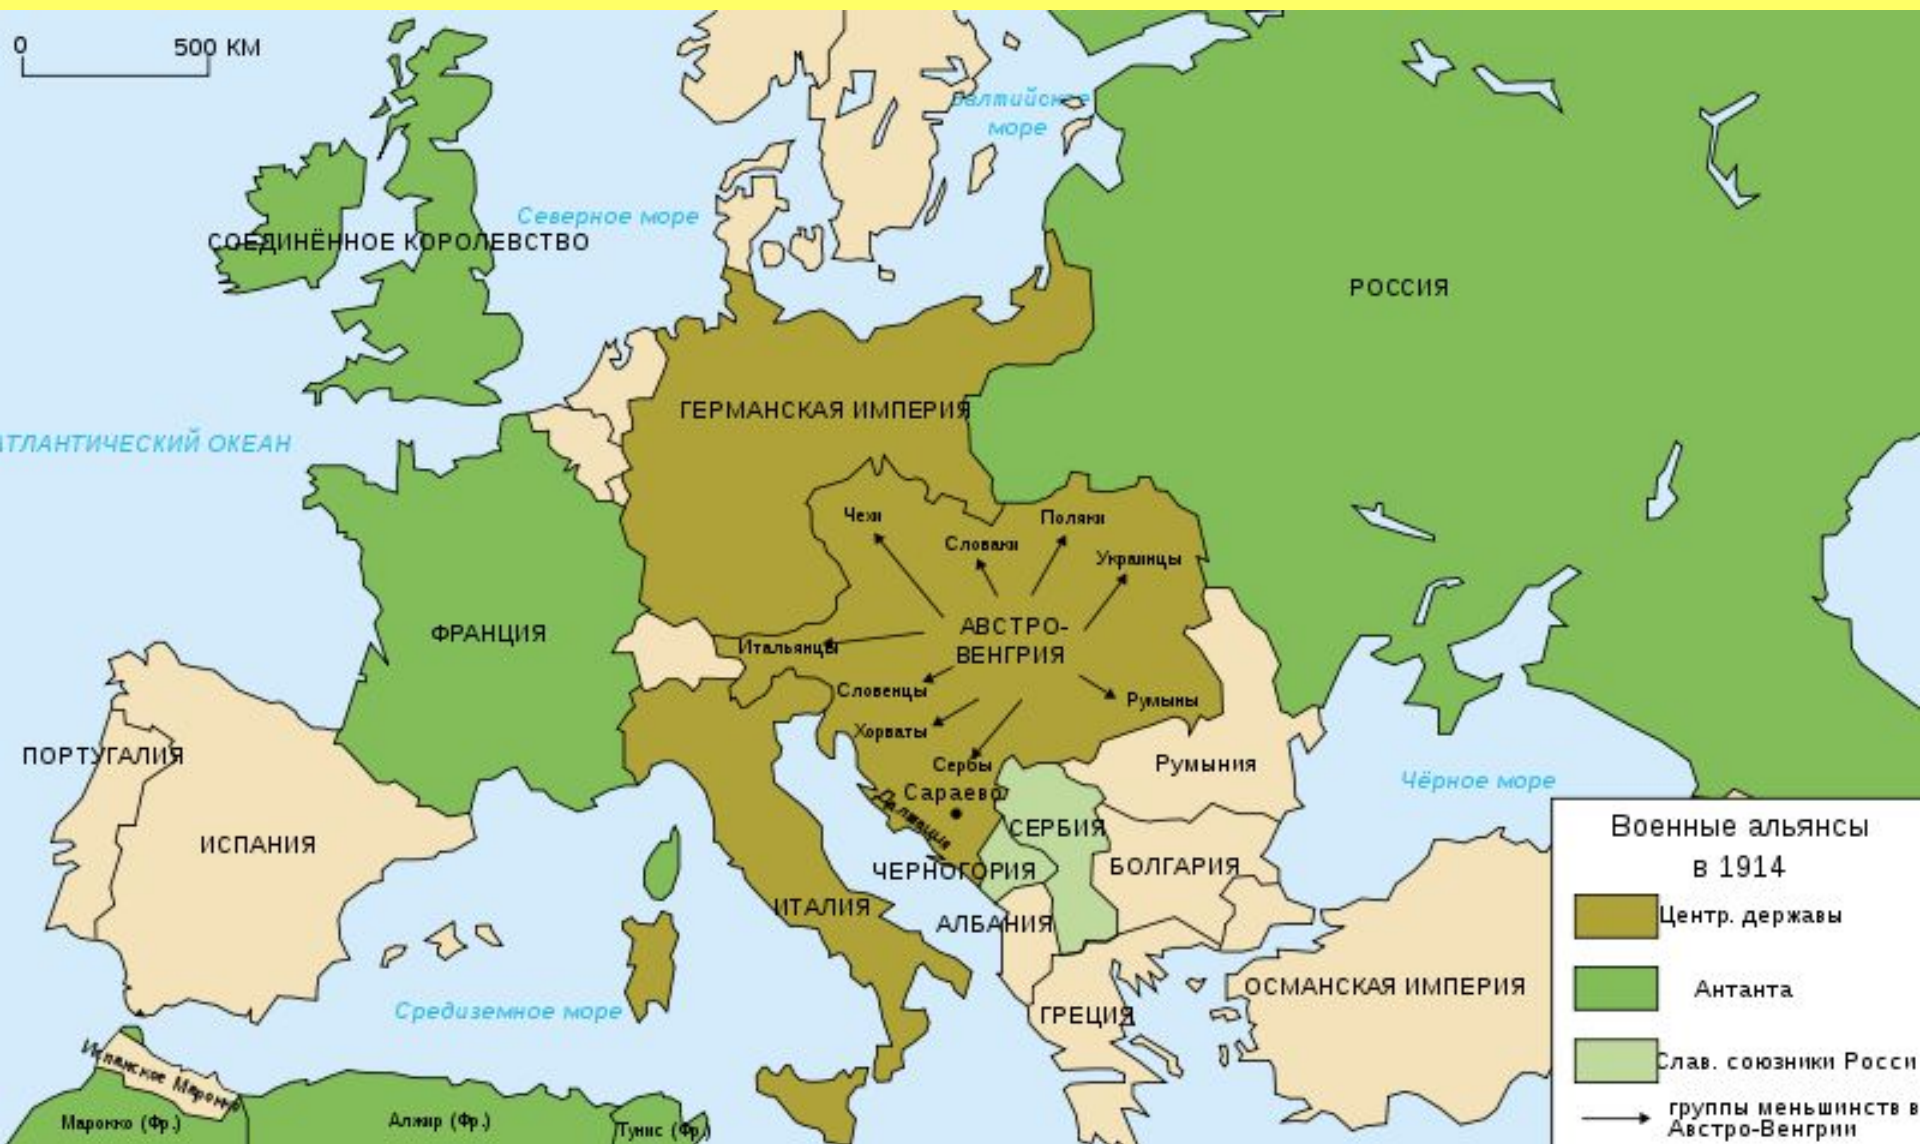 0 500 КМ
Балтийское
море
Северное море
СОЕДИНЁННОЕ КОРОЛЕВСТВО
РОССИЯ
ГЕРМАНСКАЯ ИМПЕРИЯ
АТЛАНТИЧЕСКИЙ ОКЕАН
Чехи
Поляки
Словаки
Украинцы
ФРАНЦИЯ
АВСТРО-
ВЕНГРИЯ
Итальянцы
Словенцы
Румыны
Хорваты
Сербы
ПОРТУГАЛИЯ
Румыния
Чёрное море
Сараево
Далмация
СЕРБИЯ
ИСПАНИЯ
ЧЕРНОГОРИЯ
БОЛГАРИЯ
ИТАЛИЯ
АЛБАНИЯ
ОСМАНСКАЯ ИМПЕРИЯ
Средиземное море
ГРЕЦИЯ
Испанское Марокко
Марокко (Фр.)
Алжир (Фр.)
Тунис (Фр.)
Военные альянсы
в 1914
Центр. державы
Антанта
Слав. союзники Росси
группы меньшинств в
Австро-Венгрии